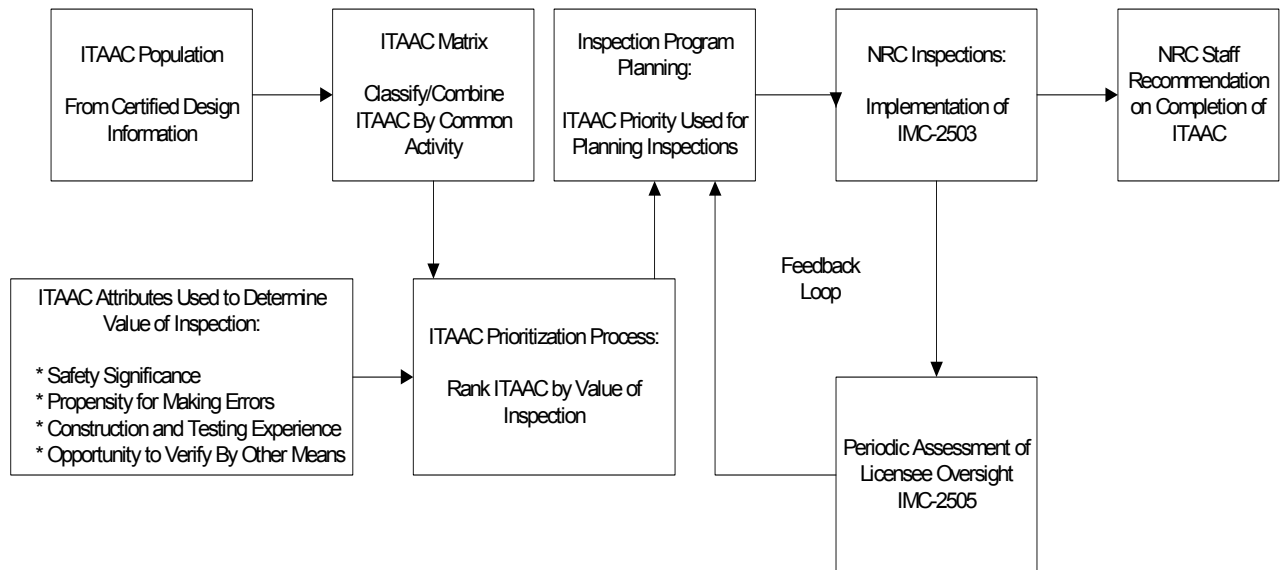 ITAAC Population
From Certified Design
Information
ITAAC Matrix
Classify/Combine
ITAAC By Common
Activity
Inspection Program
Planning:
ITAAC Priority Used for
Planning Inspections
NRC Inspections:
Implementation of
IMC-2503
NRC Staff
Recommendation
on Completion of
ITAAC
ITAAC Attributes Used to Determine
Value of Inspection:
* Safety Significance
* Propensity for Making Errors
* Construction and Testing Experience
* Opportunity to Verify By Other Means
ITAAC Prioritization Process:
Rank ITAAC by Value of
Inspection
Feedback
Loop
Periodic Assessment of
Licensee Oversight
IMC-2505